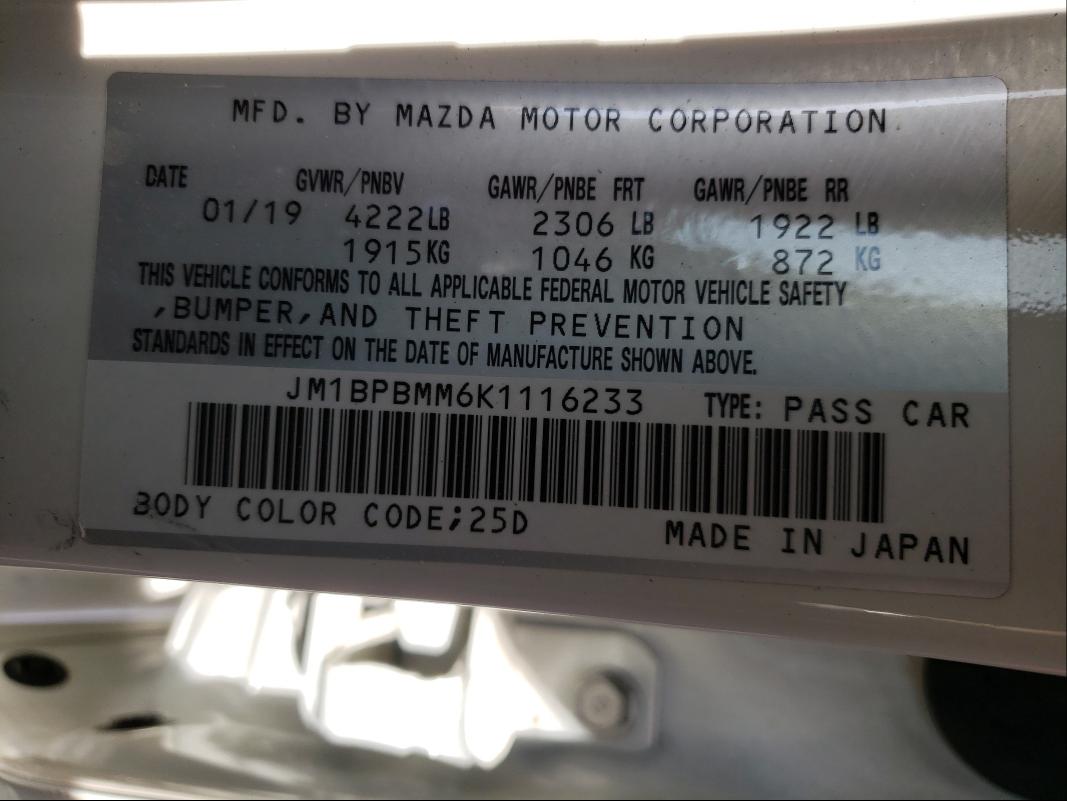 MFD. BY MAZDA MOTOR CORPORATION
DATE GVWR/PNBV GAWR/PNBE FRT GAWR/PNBE RR
01/19 4222LB 2306 LB 1922 LB
1915KG 1046 KG 872 KG
THIS VEHICLE CONFORMS TO ALL APPLICABLE FEDERAL MOTOR VEHICLE SAFETY
,BUMPER,AND THEFT PREVENTION
STANDARDS IN EFFECT ON THE DATE OF MANUFACTURE SHOWN ABOVE.
JM1BPBMM6K1116233 TYPE: PASS CAR
BODY COLOR CODE;25D MADE IN JAPAN